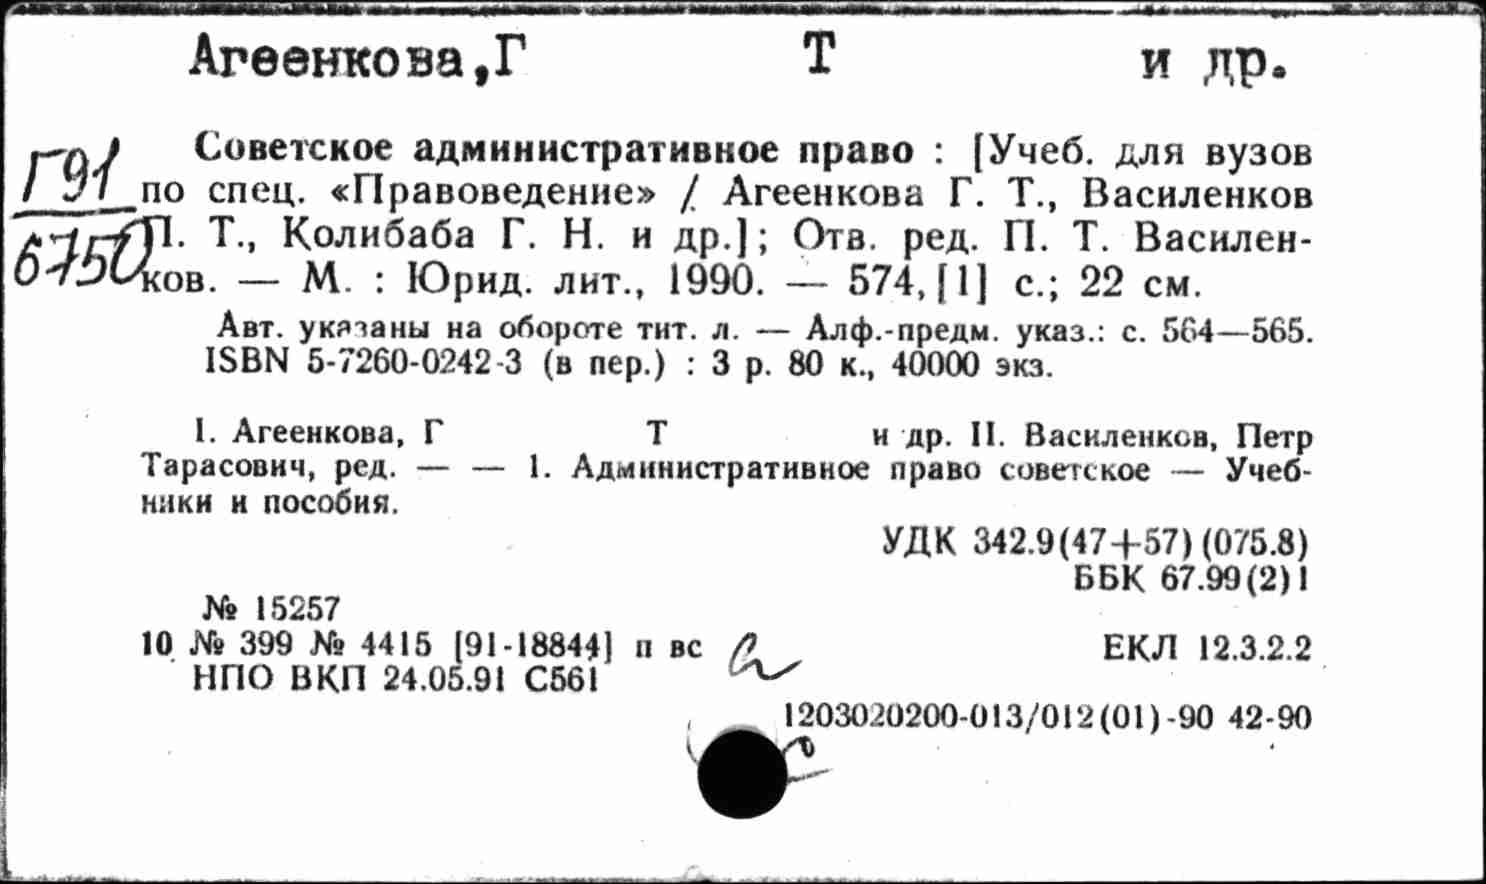 Агеенкова,Г Т и др.
Г91
6750
Советское административное право : [Учеб. для вузов
по спец. «Правоведение» / Агеенкова Г. Т., Василенков
П. Т., Колибаба Г. Н. и др.]; Отв. ред. П. Т. Василен-
ков. — М. : Юрид. лит., 1990. — 574, [1] с.; 22 см.
Авт. указаны на обороте тит. л. — Алф.-предм. указ.: с. 564—565.
ISBN 5-7260-0242-3 (в пер.) : 3 р. 80 к., 40000 экз.
I. Агеенкова, Г Т и др. II. Василенков, Петр
Тарасович, ред. — — 1. Административное право советское — Учеб-
ники и пособия.
УДК 342.9(47+57)(075.8)
ББК 67.99(2)1
№ 15257
10 № 399 № 4415 [91-18844] п вс
ЕКЛ 12.3.2.2
НПО ВКП 24.05.91 С561
1203020200-013/012(01)-90 42-90